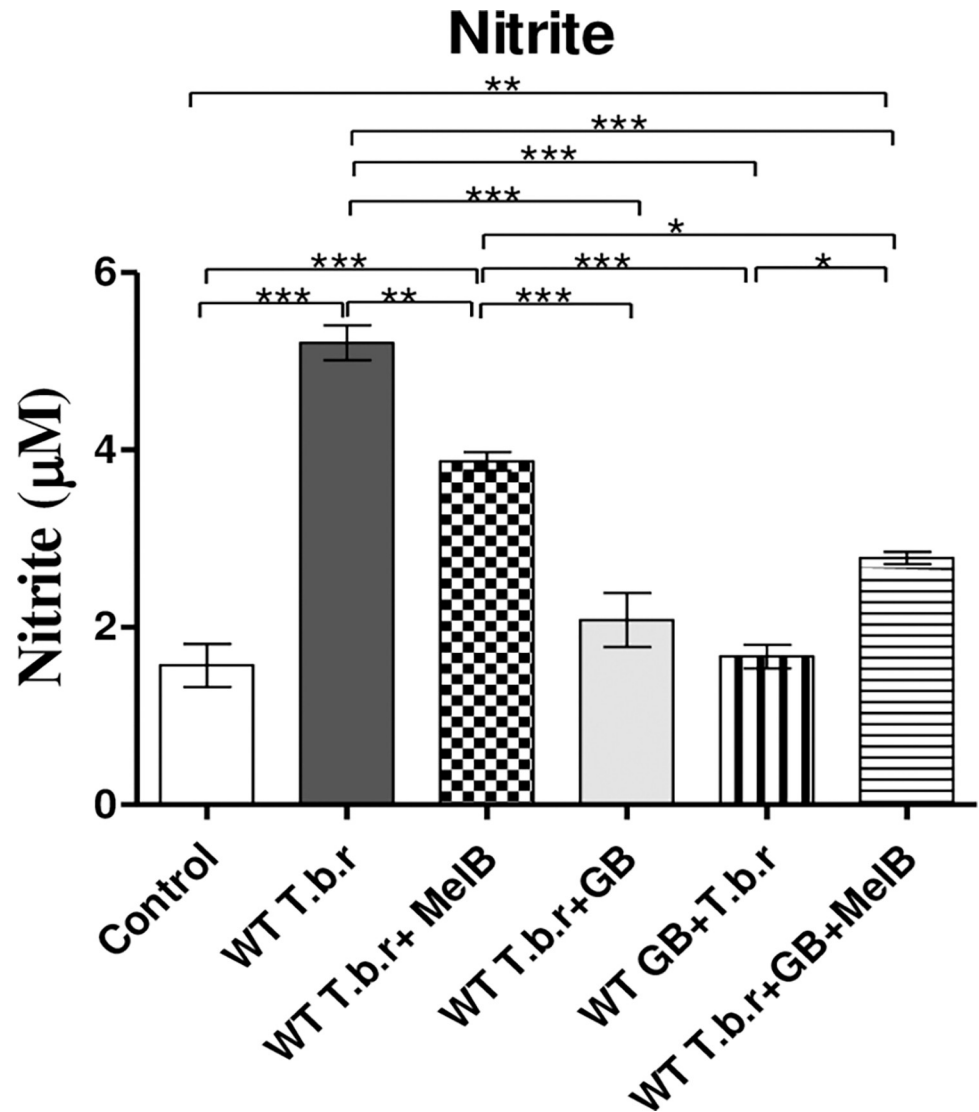 Nitrite
**
***
***
***
*
*** *** *
*** ** ***
Nitrite (μM)
6
4
2
0
Control
WT T.b.r
WT T.b.r+ MelB
WT T.b.r+GB
WT GB+T.b.r
WT T.b.r+GB+MelB